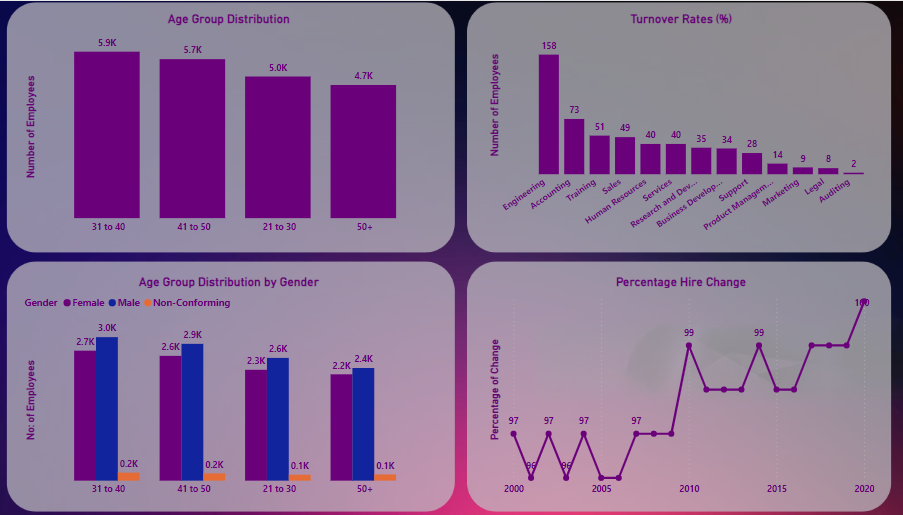 Age Group Distribution
Number of Employees
5.9K
5.7K
5.0K
4.7K
31 to 40
41 to 50
21 to 30
50+
Turnover Rates (%)
Number of Employees
158
73
51
49
40
40
35
34
28
14
9
8
2
Engineering
Accounting
Training
Sales
Human Resources
Services
Research and Dev...
Business Develop...
Support
Product Managem...
Marketing
Legal
Auditing
Age Group Distribution by Gender
Gender Female Male Non-Conforming
No: of Employees
2.7K
3.0K
0.2K
2.6K
2.9K
0.2K
2.3K
2.6K
0.1K
2.2K
2.4K
0.1K
31 to 40
41 to 50
21 to 30
50+
Percentage Hire Change
Percentage of Change
97
96
97
96
97
97
99
99
100
2000
2005
2010
2015
2020